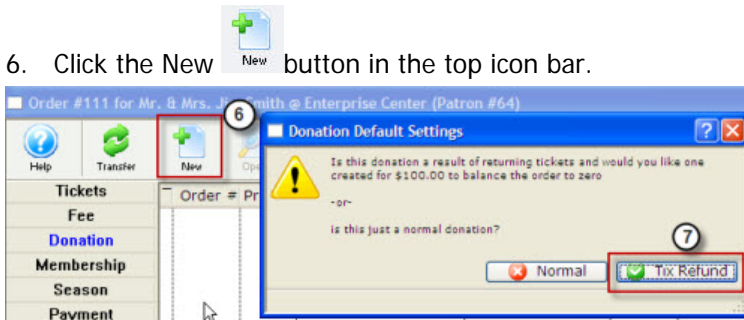 New
6. Click the New button in the top icon bar.
Order #111 for Mr. & Mrs. Smith @ Enterprise Center (Patron #64)
6
Donation Default Settings
Help Transfer New
Is this donation a result of returning tickets and would you like one
created for $100.00 to balance the order to zero
-or-
is this just a normal donation?
7
Normal Tix Refund
Tickets
Order # Pr
Fee
Donation
Membership
Season
Payment